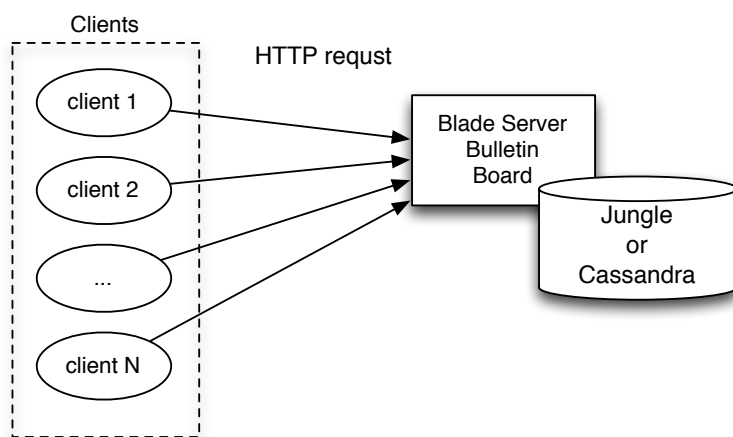 Clients
HTTP requst
client 1
client 2
...
client N
Blade Server
Bulletin
Board
Jungle
or
Cassandra